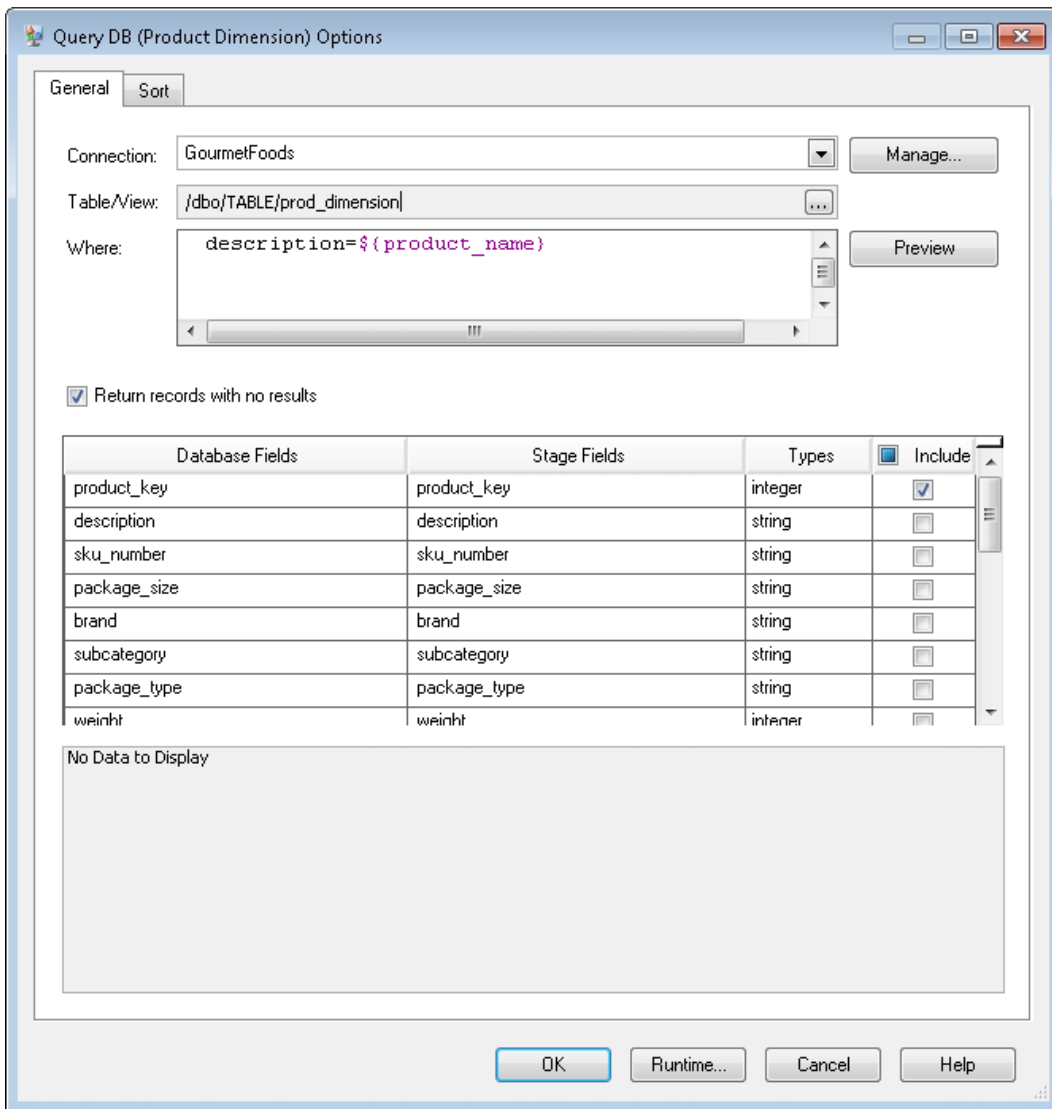 Query DB (Product Dimension) Options
General Sort
Connection: GourmetFoods Manage...
Table/View: /dbo/TABLE/prod_dimension ...
Where: description=${product_name} Preview
Return records with no results
Database Fields Stage Fields Types Include
product_key product_key integer
description description string
sku_number sku_number string
package_size package_size string
brand brand string
subcategory subcategory string
package_type package_type string
weight weight integer
No Data to Display
OK Runtime... Cancel Help